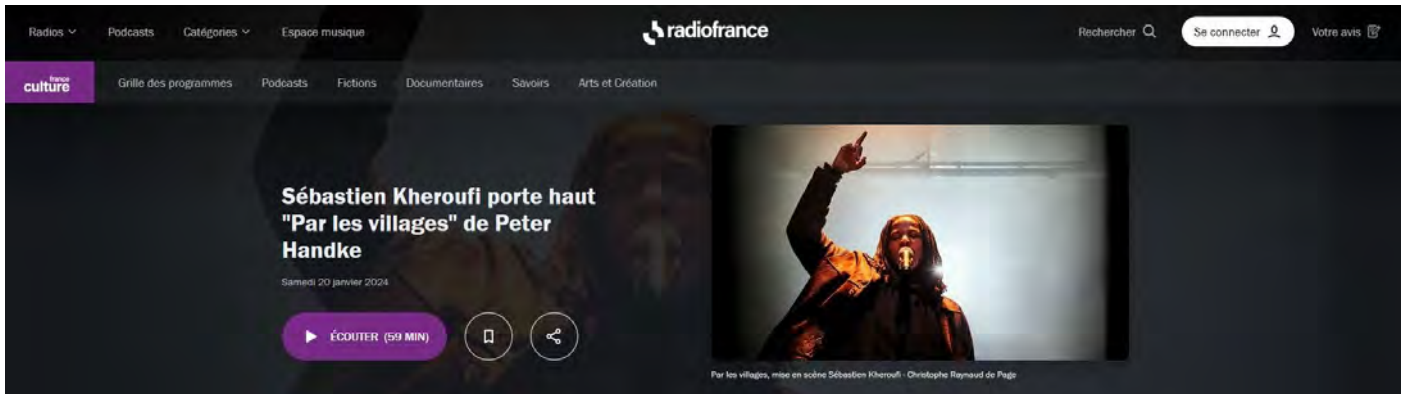 Radios
Podcasts
Catégories
Espace musique
radiofrance
Rechercher
Se connecter
Votre avis
france
culture
Grille des programmes
Podcasts
Fictions
Documentaires
Savoirs
Arts et Création
Sébastien Kheroufi porte haut
"Par les villages" de Peter
Handke
Samedi 20 janvier 2024
ÉCOUTER (59 MIN)
Par les villages, mise en scène Sébastien Kheroufi - Christophe Raynaud de Page